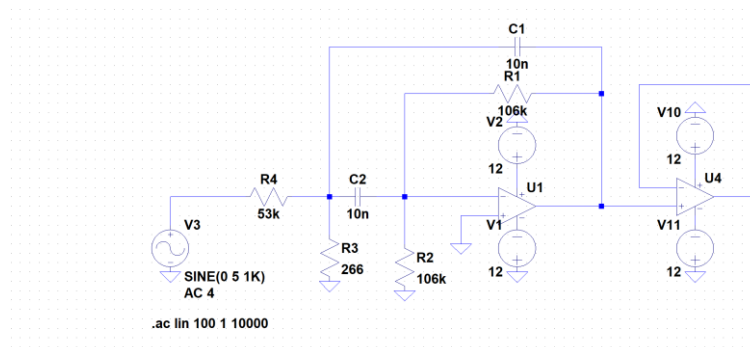 C1
10n
R1
106k
V2
V10
12
12
R4
C2
U1
U4
53k
10n
V3
V1
V11
R3
R2
266
106k
12
12
SINE(0 5 1K)
AC 4
.ac lin 100 1 10000